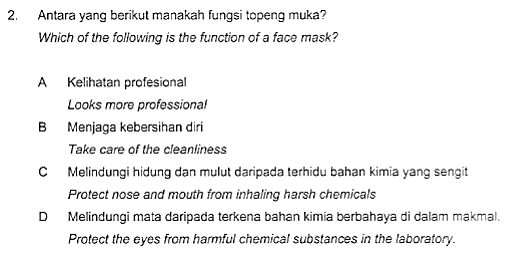 2. Antara yang berikut manakah fungsi topeng muka?
Which of the following is the function of a face mask?
A Kelihatan profesional
Looks more professional
B Menjaga kebersihan diri
Take care of the cleanliness
C Melindungi hidung dan mulut daripada terhidu bahan kimia yang sengit
Protect nose and mouth from inhaling harsh chemicals
D Melindungi mata daripada terkena bahan kimia berbahaya di dalam makmal.
Protect the eyes from harmful chemical substances in the laboratory.